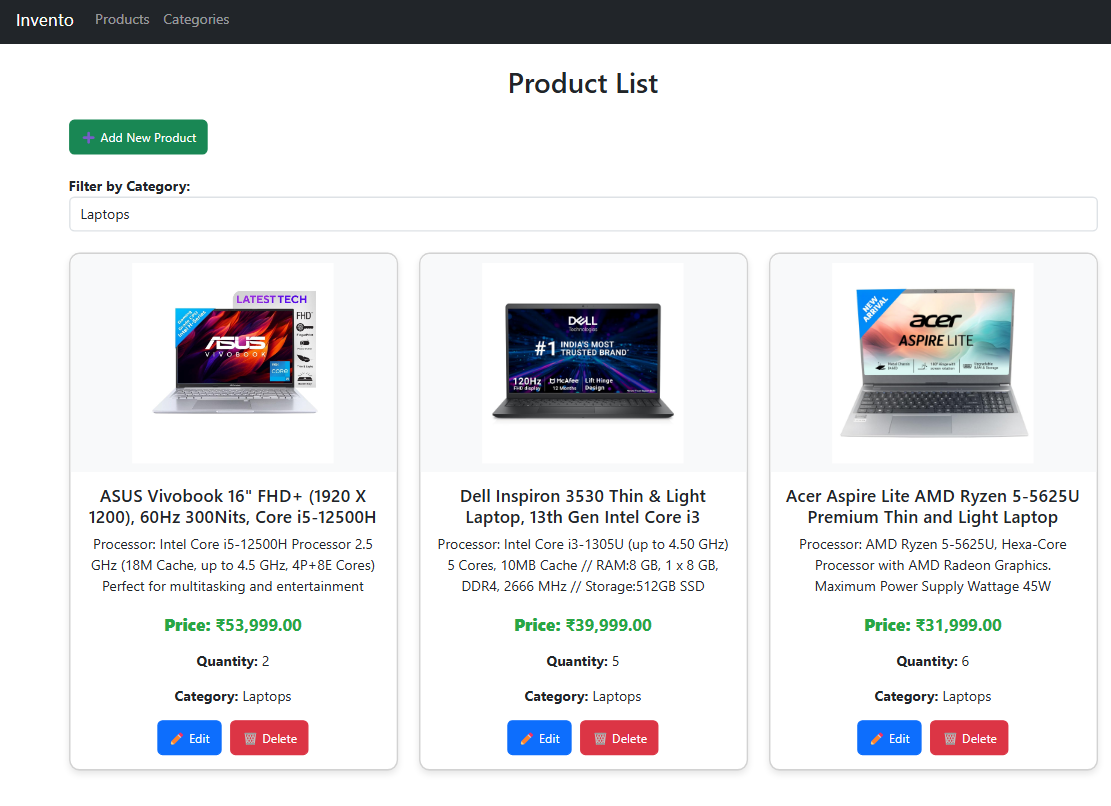 Invento Products Categories
Product List
➕ Add New Product
Filter by Category:
Laptops
LATEST TECH
FHD
ASUS
VIVOBOOK
core
DELL
Technologies
#1 INDIA'S MOST
TRUSTED BRAND
120Hz
FHD display
McAfee
12 Months
Lift Hinge
Design
NEW
ARRIVAL
acer
ASPIRE LITE
ASUS Vivobook 16" FHD+ (1920 X
1200), 60Hz 300Nits, Core i5-12500H
Processor: Intel Core i5-12500H Processor 2.5
GHz (18M Cache, up to 4.5 GHz, 4P+8E Cores)
Perfect for multitasking and entertainment
Price: ₹53,999.00
Quantity: 2
Category: Laptops
Edit Delete
Dell Inspiron 3530 Thin & Light
Laptop, 13th Gen Intel Core i3
Processor: Intel Core i3-1305U (up to 4.50 GHz)
5 Cores, 10MB Cache // RAM:8 GB, 1 x 8 GB,
DDR4, 2666 MHz // Storage:512GB SSD
Price: ₹39,999.00
Quantity: 5
Category: Laptops
Edit Delete
Acer Aspire Lite AMD Ryzen 5-5625U
Premium Thin and Light Laptop
Processor: AMD Ryzen 5-5625U, Hexa-Core
Processor with AMD Radeon Graphics.
Maximum Power Supply Wattage 45W
Price: ₹31,999.00
Quantity: 6
Category: Laptops
Edit Delete